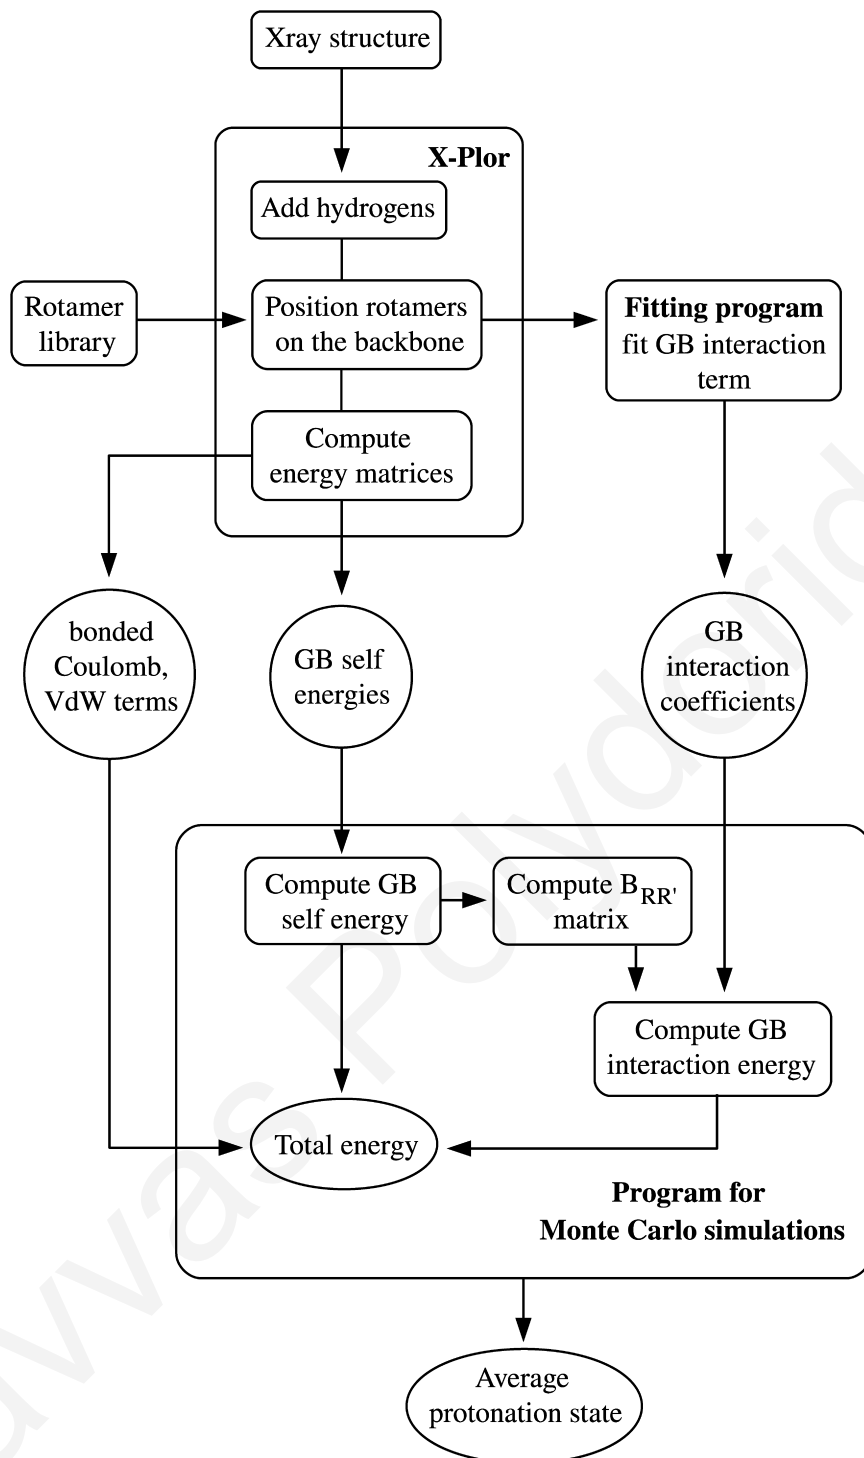 Xray structure
X-Plor
Add hydrogens
Rotamer
library
Position rotamers
on the backbone
Fitting program
fit GB interaction
term
Compute
energy matrices
bonded
Coulomb,
VdW terms
GB self
energies
GB
interaction
coefficients
Compute GB
self energy
Compute B_RR'
matrix
Compute GB
interaction energy
Total energy
Program for
Monte Carlo simulations
Average
protonation state